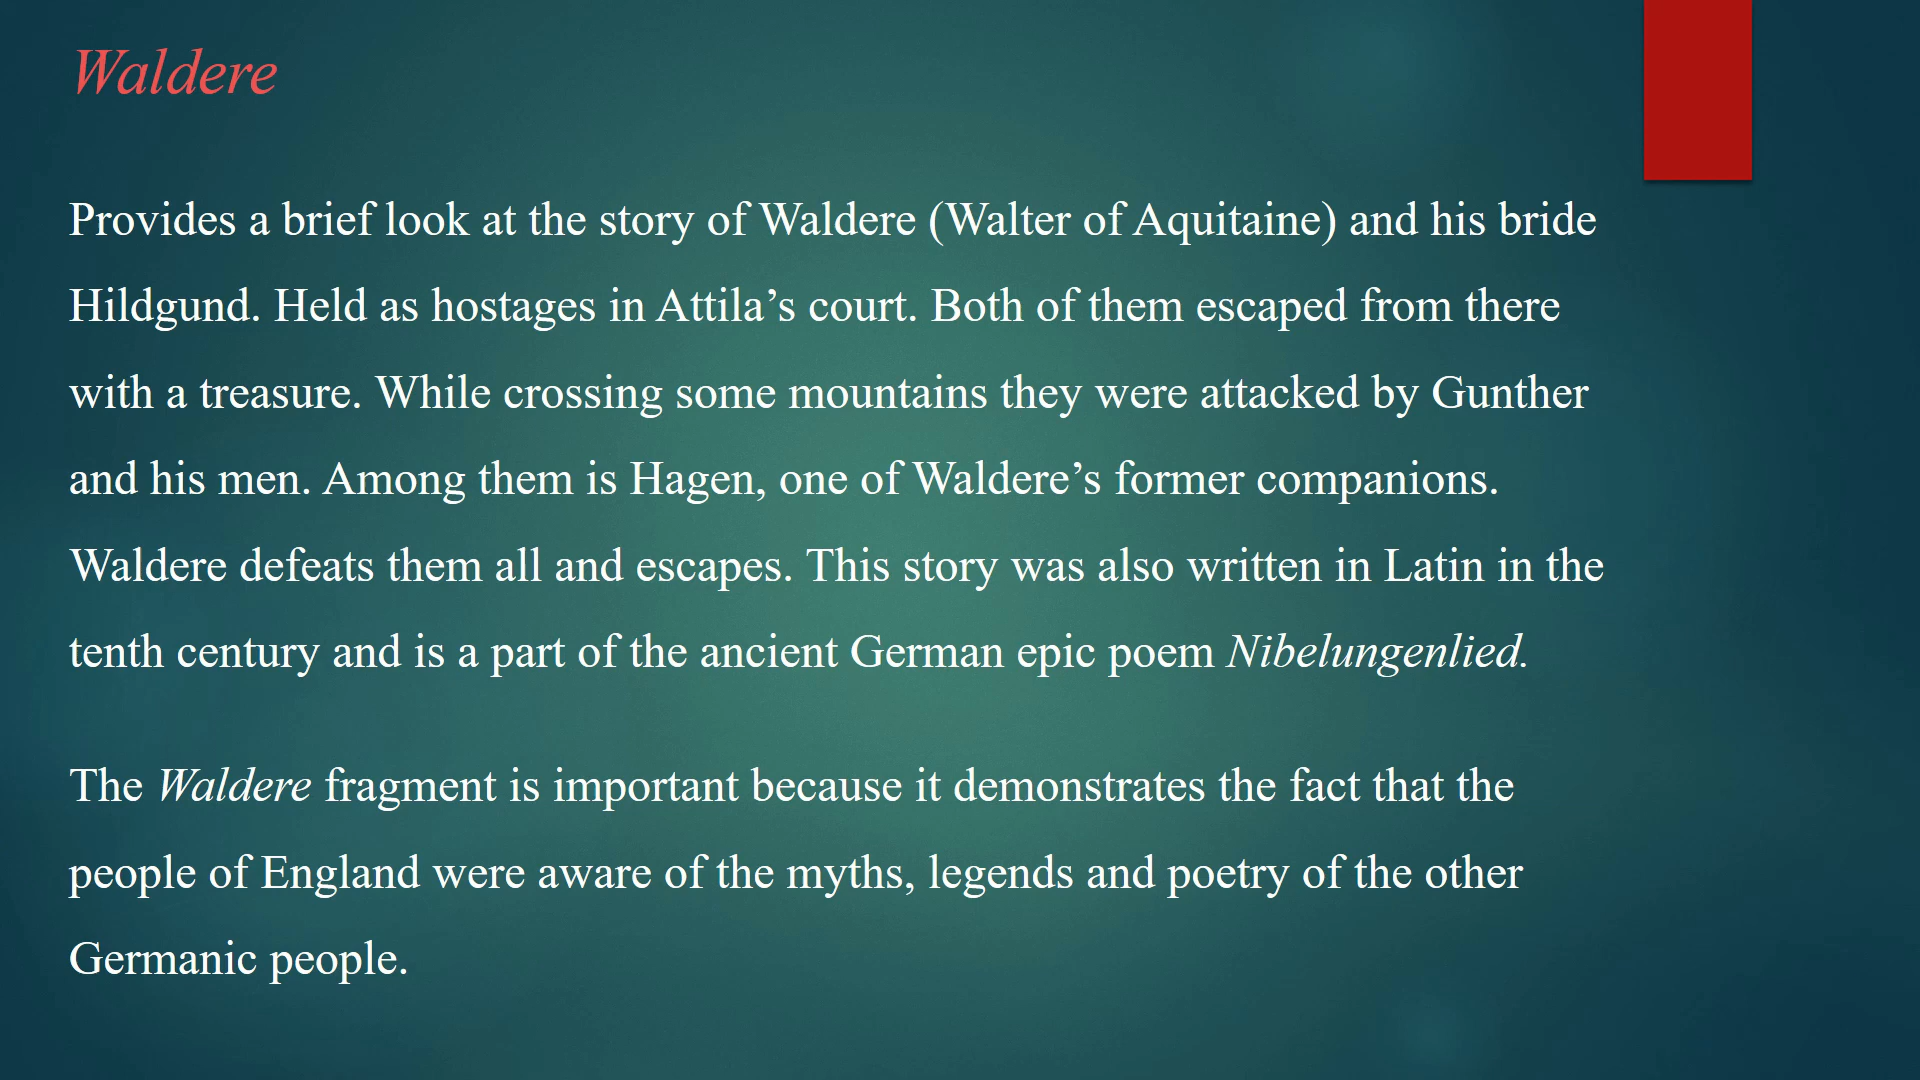 Waldere
Provides a brief look at the story of Waldere (Walter of Aquitaine) and his bride
Hildgund. Held as hostages in Attila’s court. Both of them escaped from there
with a treasure. While crossing some mountains they were attacked by Gunther
and his men. Among them is Hagen, one of Waldere’s former companions.
Waldere defeats them all and escapes. This story was also written in Latin in the
tenth century and is a part of the ancient German epic poem Nibelungenlied.
The Waldere fragment is important because it demonstrates the fact that the
people of England were aware of the myths, legends and poetry of the other
Germanic people.